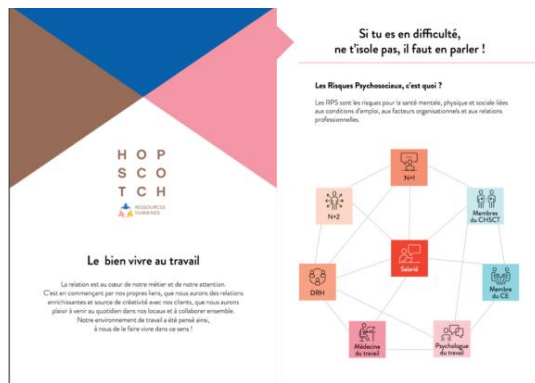 H O P
S C O
T C H
RESSOURCES
HUMAINES
Le bien vivre au travail
La relation est au cœur de notre métier et de notre attention.
C'est en commençant par nos propres liens, que nous aurons des relations
enrichissantes et source de créativité avec nos clients, que nous aurons
plaisir à venir au quotidien dans nos locaux et à collaborer ensemble.
Notre environnement de travail a été pensé ainsi,
à nous de le faire vivre dans ce sens !
Si tu es en difficulté,
ne t'isole pas, il faut en parler !
Les Risques Psychosociaux, c'est quoi ?
Les RPS sont les risques pour la santé mentale, physique et sociale liées
aux conditions d'emploi, aux facteurs organisationnels et aux relations
professionnelles.
N+1
N+2
Membres
du CHSCT
Salarié
DRH
Membre
du CE
Médecine
du travail
Psychologue
du travail